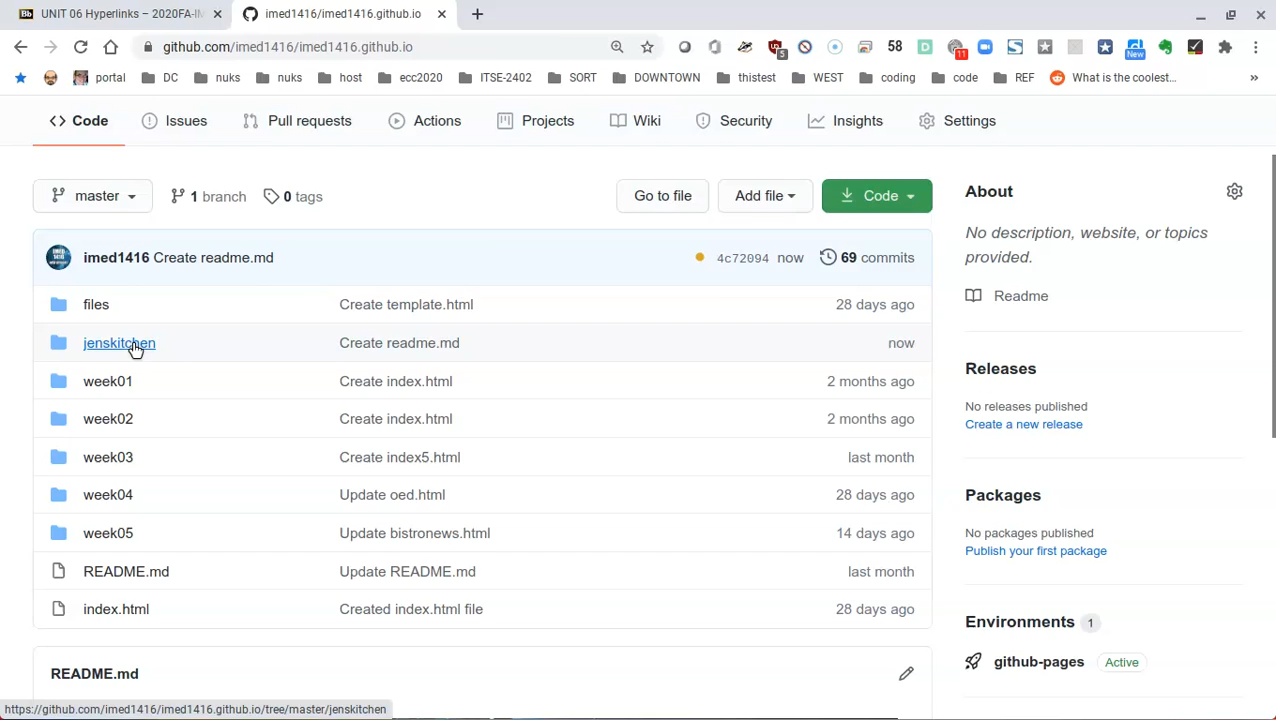 Bb UNIT 06 Hyperlinks – 2020FA-IM
imed1416/imed1416.github.io
github.com/imed1416/imed1416.github.io
5
58
11
New
portal DC nuks nuks host ecc2020 ITSE-2402 SORT DOWNTOWN thistest WEST coding code REF What is the coolest... »
<> Code Issues Pull requests Actions Projects Wiki Security Insights Settings
master 1 branch 0 tags Go to file Add file Code
imed1416 Create readme.md 4c72094 now 69 commits
files Create template.html 28 days ago
jenskitchen Create readme.md now
week01 Create index.html 2 months ago
week02 Create index.html 2 months ago
week03 Create index5.html last month
week04 Update oed.html 28 days ago
week05 Update bistronews.html 14 days ago
README.md Update README.md last month
index.html Created index.html file 28 days ago
README.md
About
No description, website, or topics
provided.
Readme
Releases
No releases published
Create a new release
Packages
No packages published
Publish your first package
Environments 1
github-pages Active
https://github.com/imed1416/imed1416.github.io/tree/master/jenskitchen